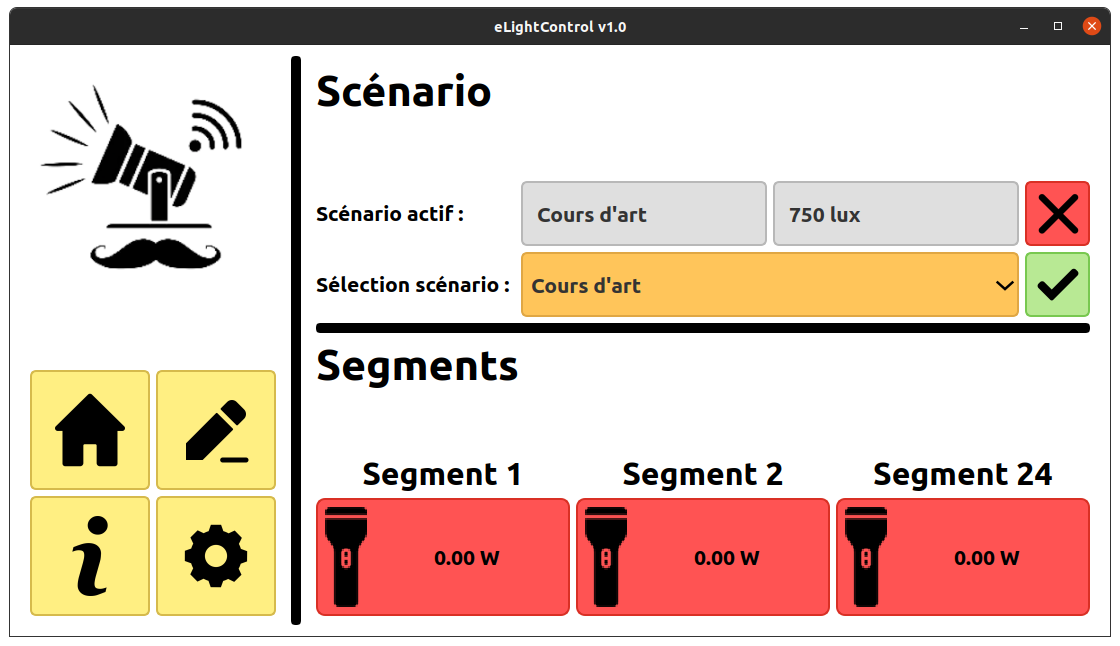 eLightControl v1.0
Scénario
Scénario actif : Cours d'art 750 lux
Sélection scénario : Cours d'art
Segments
Segment 1 Segment 2 Segment 24
0.00 W 0.00 W 0.00 W